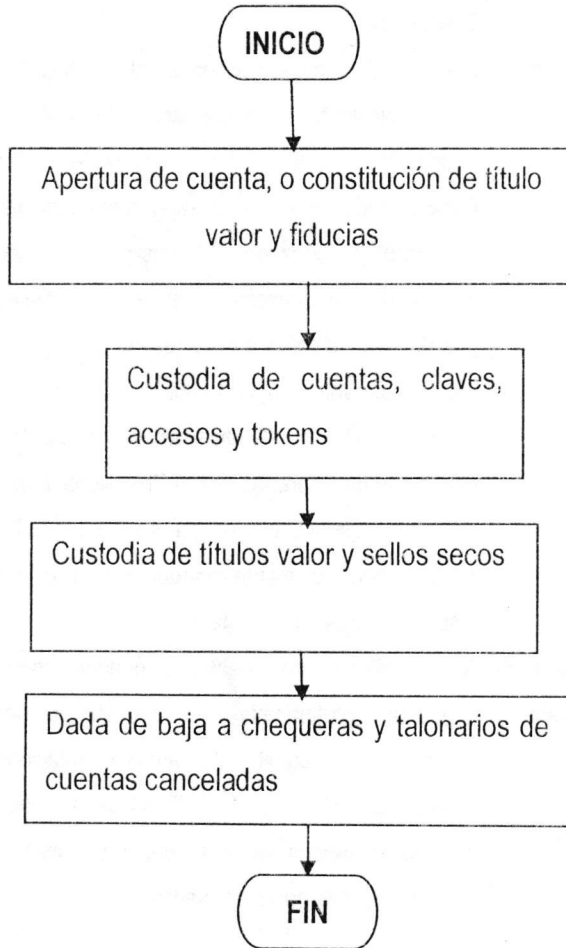 INICIO
Apertura de cuenta, o constitución de título
valor y fiducias
Custodia de cuentas, claves,
accesos y tokens
Custodia de títulos valor y sellos secos
Dada de baja a chequeras y talonarios de
cuentas canceladas
FIN